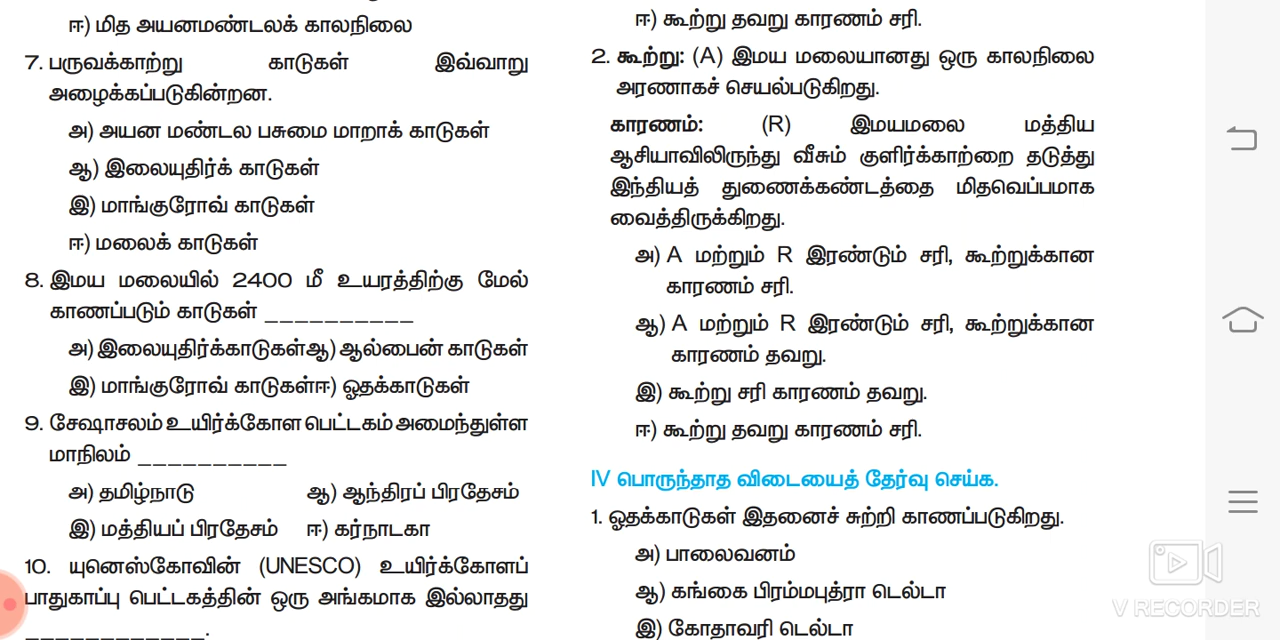 ஈ) மித அயனமண்டலக் காலநிலை
7. பருவக்காற்று காடுகள் இவ்வாறு
அழைக்கப்படுகின்றன.
அ) அயன மண்டல பசுமை மாறாக் காடுகள்
ஆ) இலையுதிர்க் காடுகள்
இ) மாங்குரோவ் காடுகள்
ஈ) மலைக் காடுகள்
8. இமய மலையில் 2400 மீ உயரத்திற்கு மேல்
காணப்படும் காடுகள் __________
அ) இலையுதிர்க்காடுகள்ஆ) ஆல்பைன் காடுகள்
இ) மாங்குரோவ் காடுகள்ஈ) ஓதக்காடுகள்
9. சேஷாசலம் உயிர்க்கோள பெட்டகம் அமைந்துள்ள
மாநிலம் __________
அ) தமிழ்நாடு ஆ) ஆந்திரப் பிரதேசம்
இ) மத்தியப் பிரதேசம் ஈ) கர்நாடகா
10. யுனெஸ்கோவின் (UNESCO) உயிர்க்கோளப்
பாதுகாப்பு பெட்டகத்தின் ஒரு அங்கமாக இல்லாதது
____________.
ஈ) கூற்று தவறு காரணம் சரி.
2. கூற்று: (A) இமய மலையானது ஒரு காலநிலை
அரணாகச் செயல்படுகிறது.
காரணம்: (R) இமயமலை மத்திய
ஆசியாவிலிருந்து வீசும் குளிர்க்காற்றை தடுத்து
இந்தியத் துணைக்கண்டத்தை மிதவெப்பமாக
வைத்திருக்கிறது.
அ) A மற்றும் R இரண்டும் சரி, கூற்றுக்கான
காரணம் சரி.
ஆ) A மற்றும் R இரண்டும் சரி, கூற்றுக்கான
காரணம் தவறு.
இ) கூற்று சரி காரணம் தவறு.
ஈ) கூற்று தவறு காரணம் சரி.
IV பொருந்தாத விடையைத் தேர்வு செய்க.
1. ஓதக்காடுகள் இதனைச் சுற்றி காணப்படுகிறது.
அ) பாலைவனம்
ஆ) கங்கை பிரம்மபுத்ரா டெல்டா
இ) கோதாவரி டெல்டா
V RECORDER